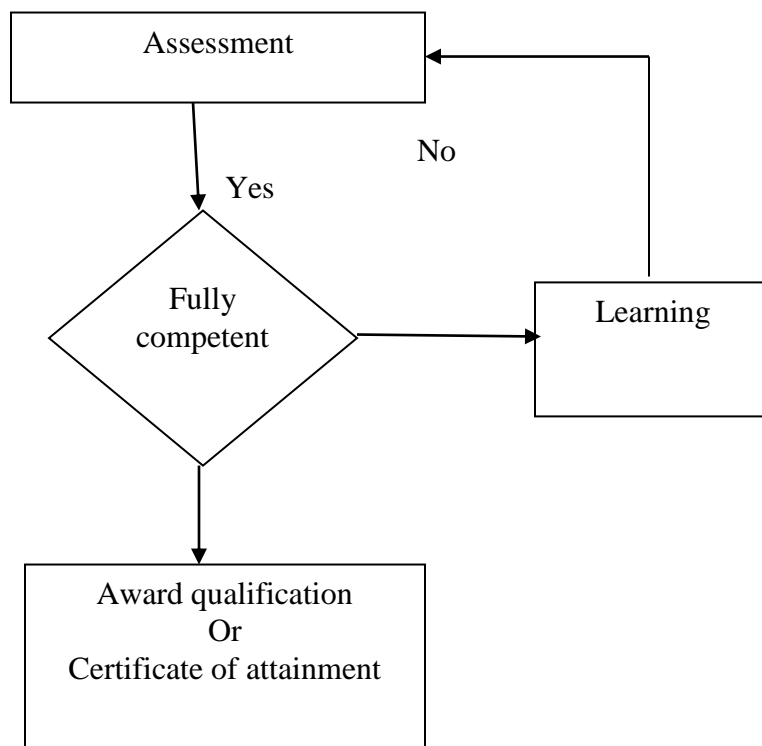 Assessment
No
Yes
Fully
competent
Learning
Award qualification
Or
Certificate of attainment